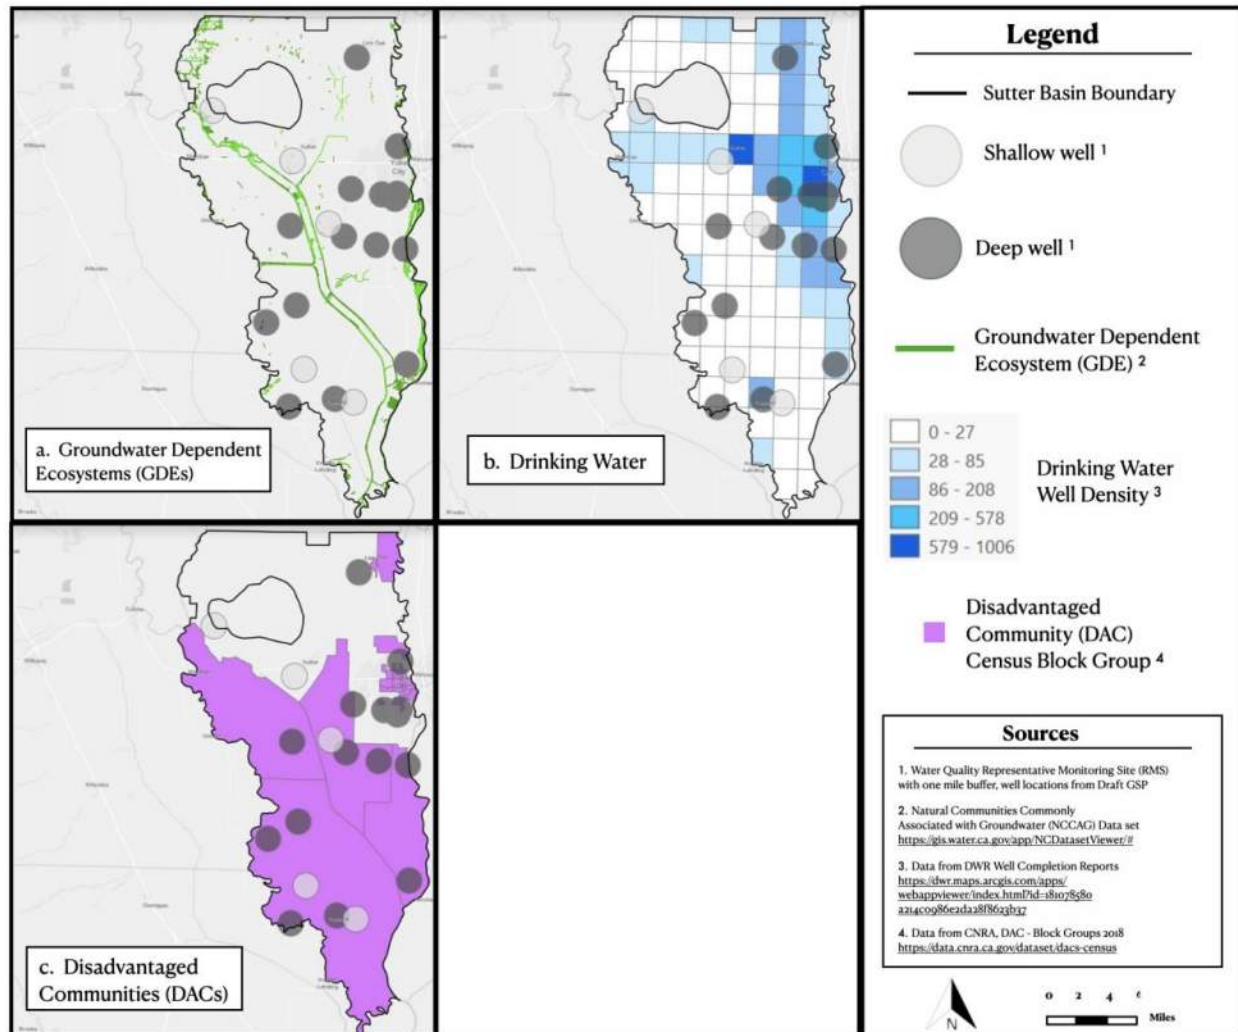 a. Groundwater Dependent
Ecosystems (GDEs)
b. Drinking Water
c. Disadvantaged
Communities (DACs)
Legend
Sutter Basin Boundary
Shallow well 1
Deep well 1
Groundwater Dependent
Ecosystem (GDE) 2
0 - 27
28 - 85
86 - 208
209 - 578
579 - 1006
Drinking Water
Well Density 3
Disadvantaged
Community (DAC)
Census Block Group 4
Sources
1. Water Quality Representative Monitoring Site (RMS)
with one mile buffer, well locations from Draft GSP
2. Natural Communities Commonly
Associated with Groundwater (NCCAG) Data set
https://gis.water.ca.gov/app/NCDatasetViewer/#
3. Data from DWR Well Completion Reports
https://dwr.maps.arcgis.com/apps/
webappviewer/index.html?id=181078580
a214c0986e2da28f8623b37
4. Data from CNRA, DAC - Block Groups 2018
https://data.cnra.ca.gov/dataset/dacs-census
N
0 2 4 6
Miles